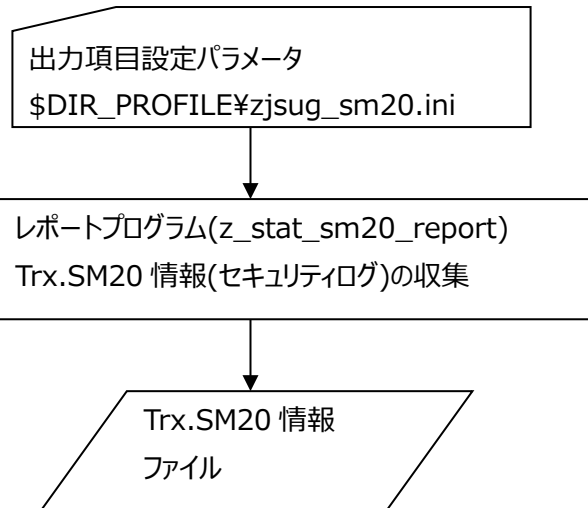 出力項目設定パラメータ
$DIR_PROFILE¥zjsug_sm20.ini
レポートプログラム(z_stat_sm20_report)
Trx.SM20 情報(セキュリティログ)の収集
Trx.SM20 情報
ファイル